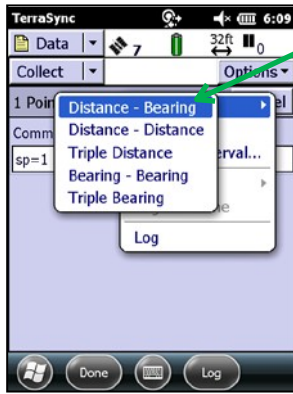 TerraSync 6:09
Data 7 32ft 0
Collect Options
1 Poin el
Distance - Bearing
Comm Distance - Distance
sp=1 Triple Distance erval...
Bearing - Bearing
Triple Bearing
Log
Done Log